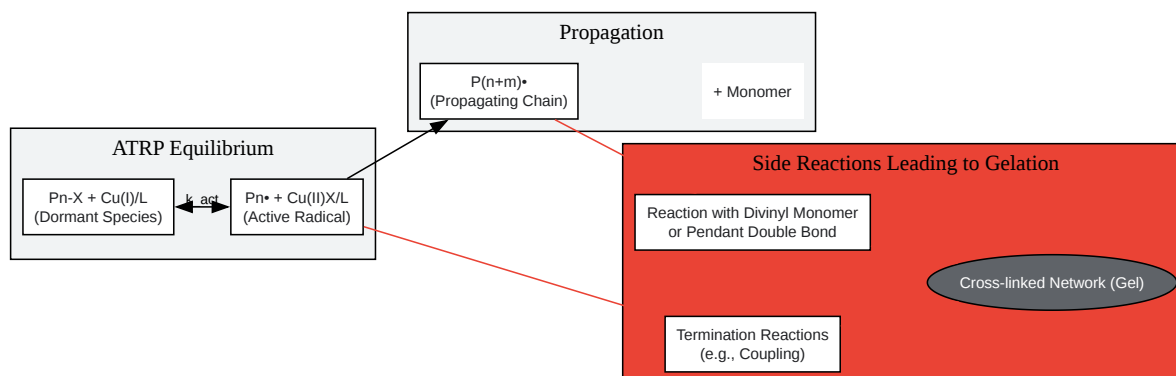 Propagation
P(n+m)•
(Propagating Chain)
+ Monomer
ATRP Equilibrium
Pn-X + Cu(I)/L
(Dormant Species)
k_act
Pn• + Cu(II)X/L
(Active Radical)
Side Reactions Leading to Gelation
Reaction with Divinyl Monomer
or Pendant Double Bond
Cross-linked Network (Gel)
Termination Reactions
(e.g., Coupling)